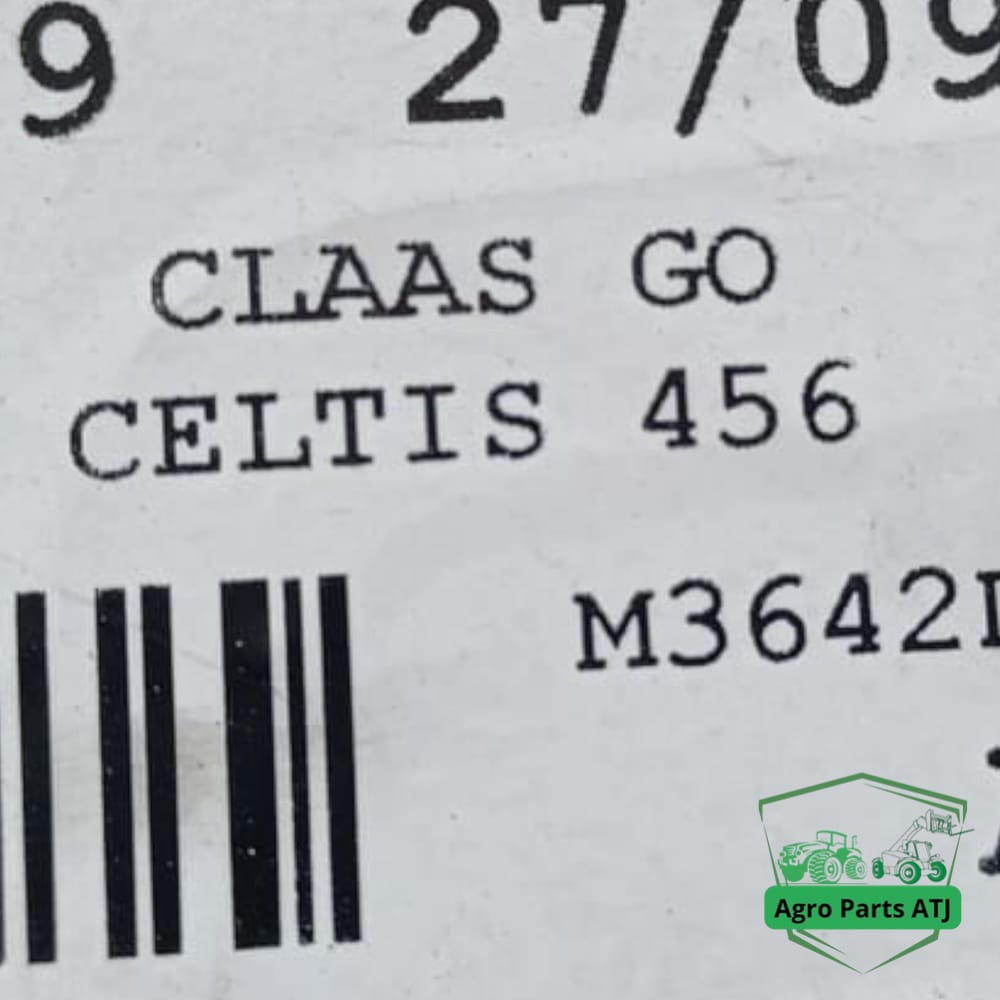 9 27/09
CLAAS GO
CELTIS 456
M3642
Agro Parts ATJ